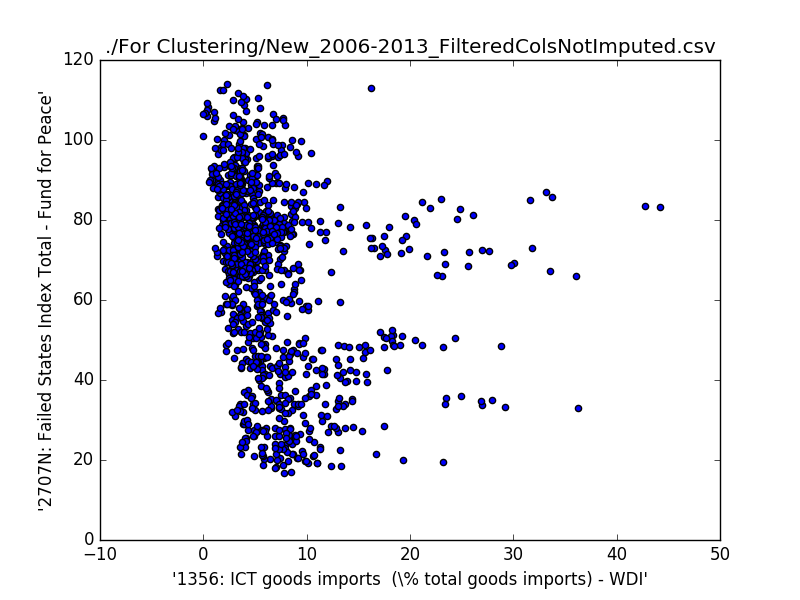 ./For Clustering/New_2006-2013_FilteredColsNotImputed.csv
'2707N: Failed States Index Total - Fund for Peace'
120
100
80
60
40
20
0
−10 0 10 20 30 40 50
'1356: ICT goods imports  (\% total goods imports) - WDI'